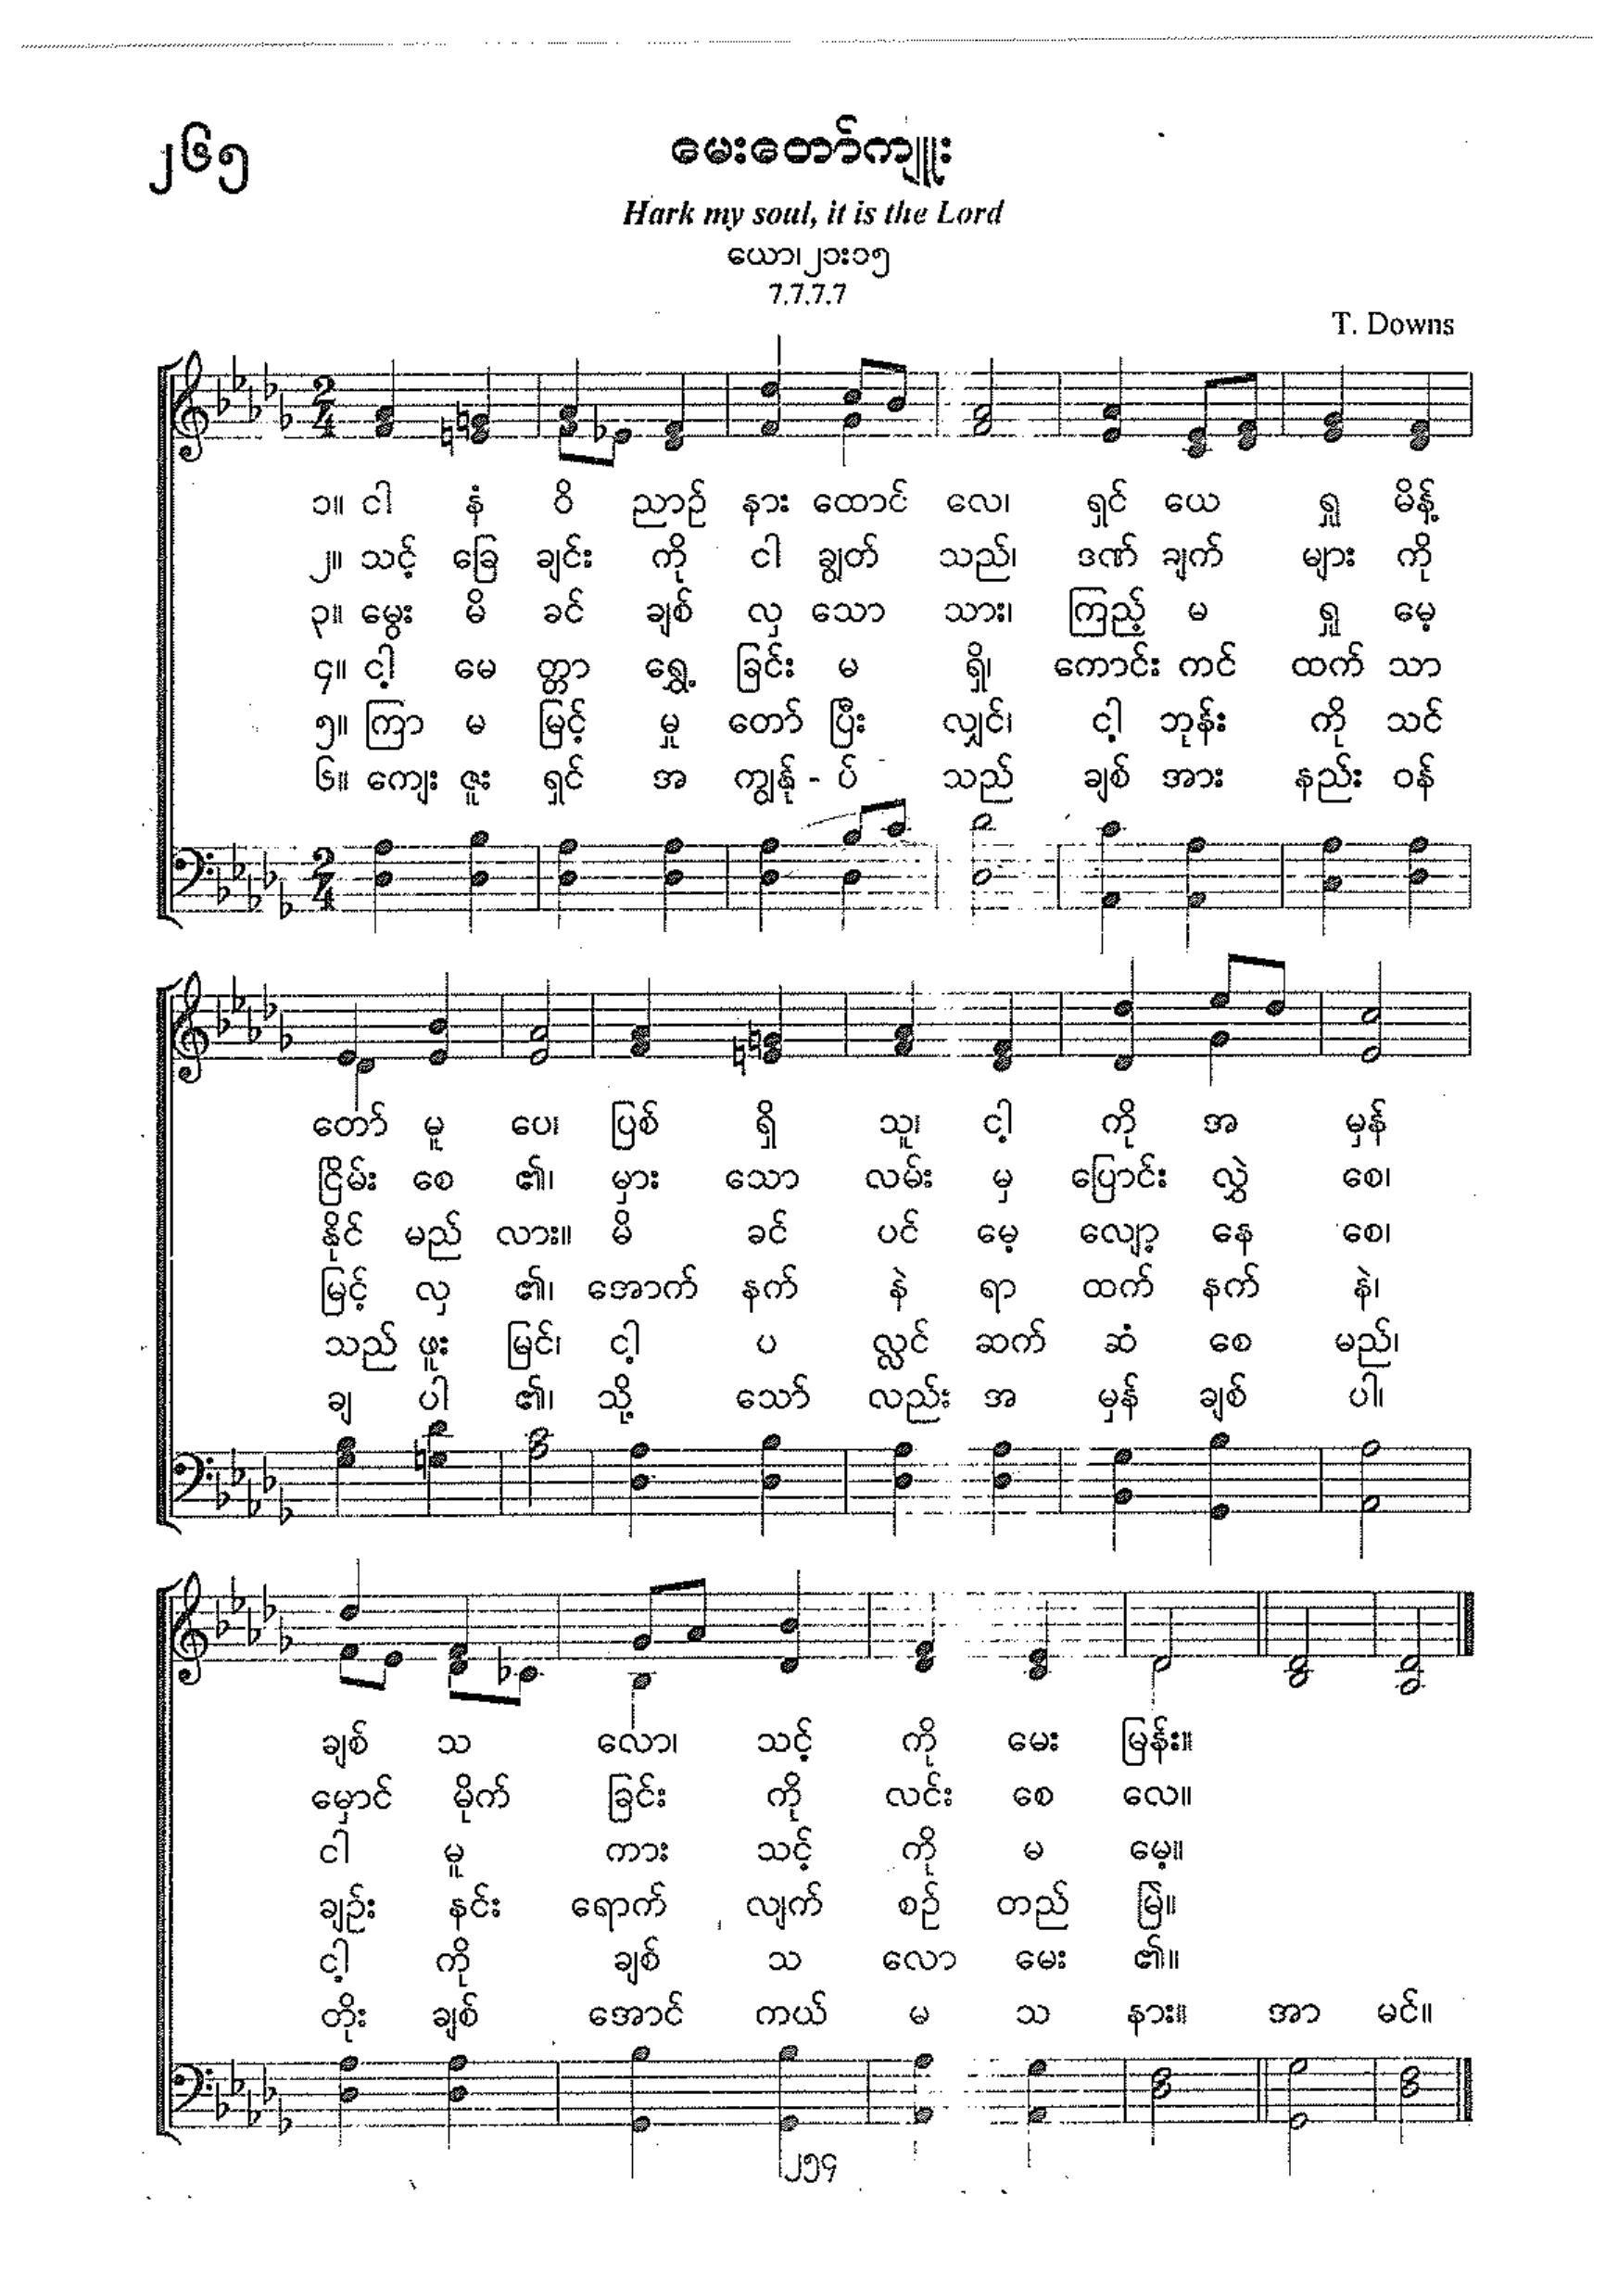 ၂၆၅
မေးတော်ကျူး
Hark my soul, it is the Lord
ယော၊၂၁း၁၅
7.7.7.7
T. Downs
၁။ ငါ နံ ဝိ ညာဉ် နား ထောင် လေ၊ ရှင် ယေ ရှု မိန့်
၂။ သင့် ခြေ ချင်း ကို ငါ ချွတ် သည်၊ ဒဏ် ချက် များ ကို
၃။ မွေး မိ ခင် ချစ် လှ သော သား၊ ကြည့် မ ရှု မေ့
၄။ ငါ့ မေ တ္တာ ရွေ့ ခြင်း မ ရှိ၊ ကောင်း ကင် ထက် သာ
၅။ ကြာ မ မြင့် မှု တော် ပြီး လျှင်၊ ငါ့ ဘုန်း ကို သင်
၆။ ကျေး ဇူး ရှင် အ ကျွန်ု - ပ် သည် ချစ် အား နည်း ဝန်
တော် မူ ပေ၊ ပြစ် ရှိ သူ၊ ငါ့ ကို အ မှန်
ငြိမ်း စေ ၏၊ မှား သော လမ်း မှ ပြောင်း လွှဲ စေ၊
နိုင် မည် လား။ မိ ခင် ပင် မေ့ လျော့ နေ စေ၊
မြင့် လှ ၏၊ အောက် နက် နဲ ရာ ထက် နက် နဲ၊
သည် ဖူး မြင်၊ ငါ့ ပ လ္လင် ဆက် ဆံ စေ မည်၊
ချ ပါ ၏၊ သို့ သော် လည်း အ မှန် ချစ် ပါ၊
ချစ် သ လော၊ သင့် ကို မေး မြန်း။
မှောင် မိုက် ခြင်း ကို လင်း စေ လေ။
ငါ မူ ကား သင့် ကို မ မေ့။
ချဉ်း နင်း ရောက် လျက် စဉ် တည် မြဲ။
ငါ့ ကို ချစ် သ လော မေး ၏။
တိုး ချစ် အောင် ကယ် မ သ နား။ အာ မင်။
၂၅၄